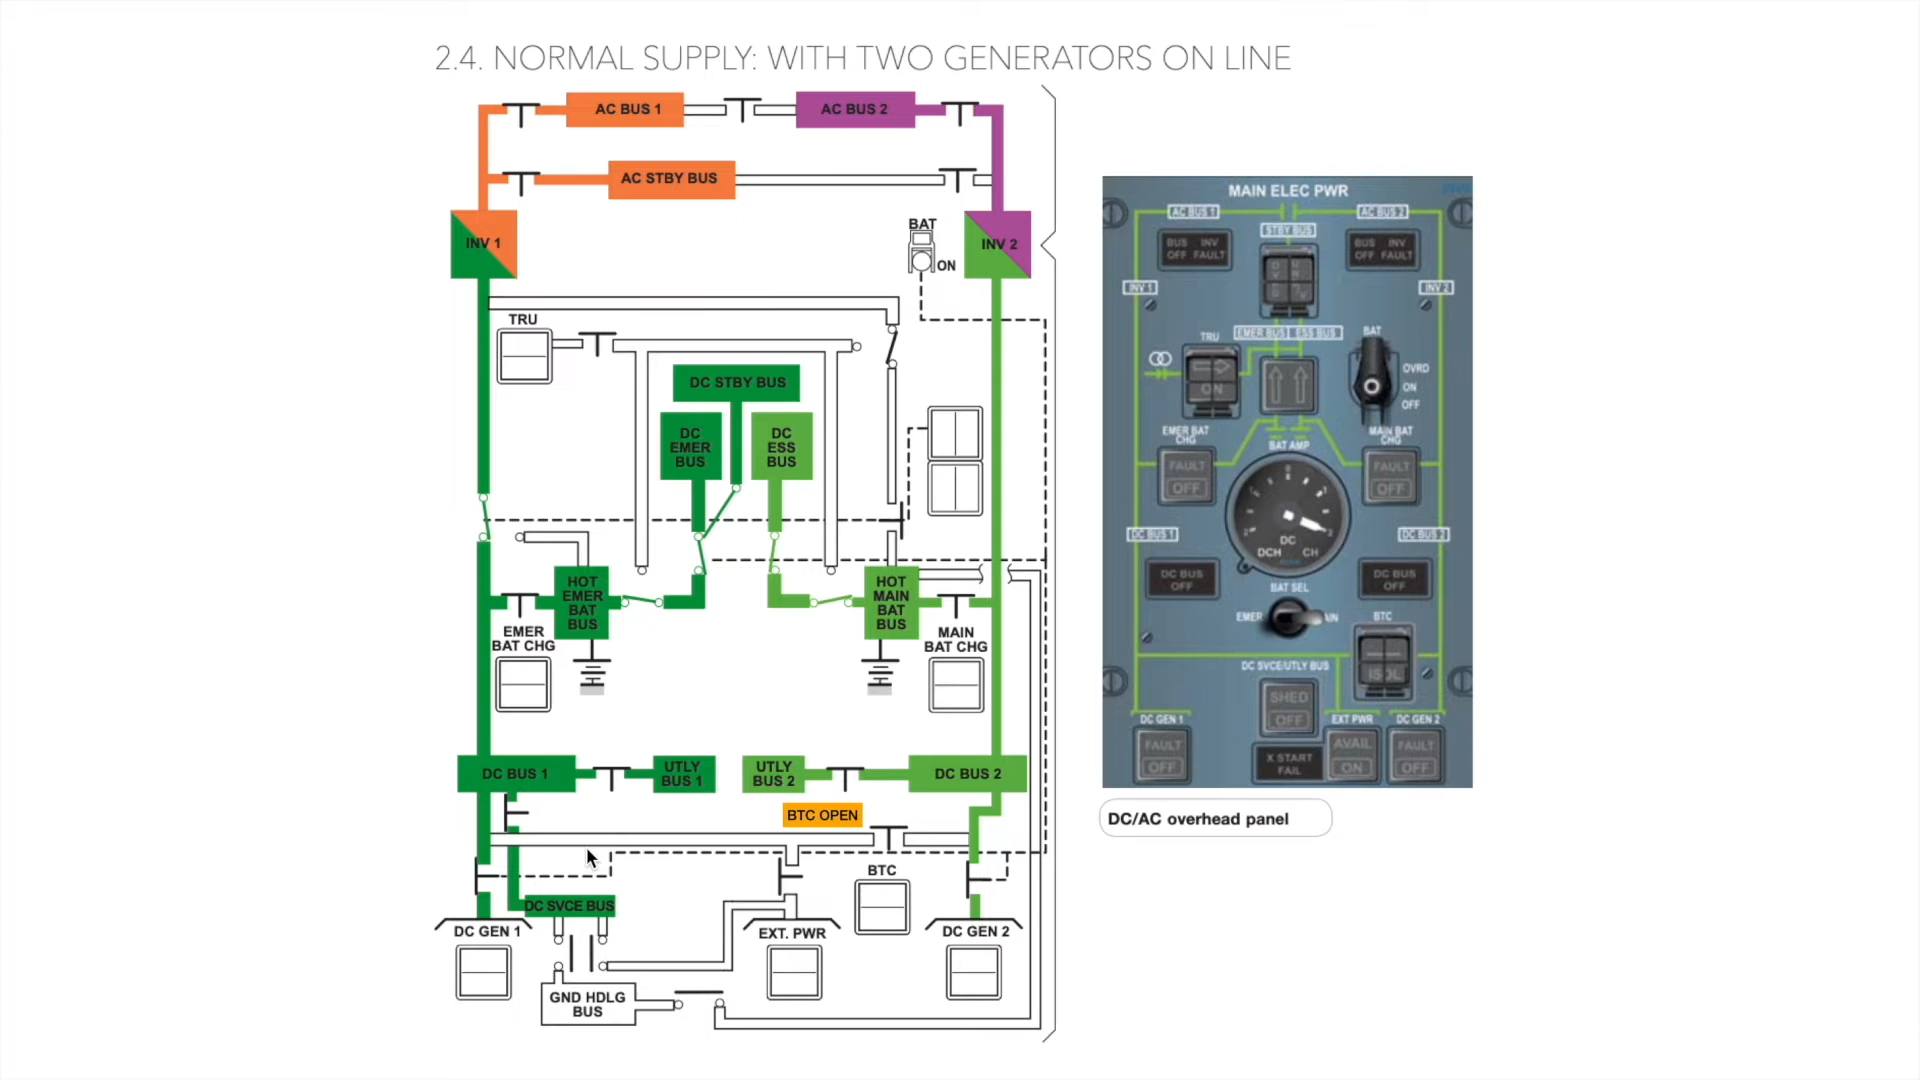 2.4. NORMAL SUPPLY: WITH TWO GENERATORS ON LINE
AC BUS 1
AC BUS 2
AC STBY BUS
INV 1
BAT
ON
INV 2
TRU
DC STBY BUS
DC
EMER
BUS
DC
ESS
BUS
HOT
EMER
BAT
BUS
HOT
MAIN
BAT
BUS
EMER
BAT CHG
MAIN
BAT CHG
DC BUS 1
UTLY
BUS 1
UTLY
BUS 2
DC BUS 2
BTC OPEN
BTC
DC SVCE BUS
DC GEN 1
EXT. PWR
DC GEN 2
GND HDLG
BUS
MAIN ELEC PWR
AC BUS 1
AC BUS 2
STBY BUS
BUS INV
OFF FAULT
BUS INV
OFF FAULT
INV 1
INV 2
EMER BUS
ESS BUS
TRU
ON
BAT
OVRD
ON
OFF
EMER BAT
CHG
MAIN BAT
CHG
BAT AMP
FAULT
OFF
FAULT
OFF
DC
DCH CH
DC BUS 1
DC BUS 2
DC BUS
OFF
DC BUS
OFF
BAT SEL
EMER
BTC
ISOL
DC SVCE/UTLY BUS
SHED
OFF
DC GEN 1
EXT PWR
DC GEN 2
FAULT
OFF
X START
FAIL
AVAIL
ON
FAULT
OFF
DC/AC overhead panel